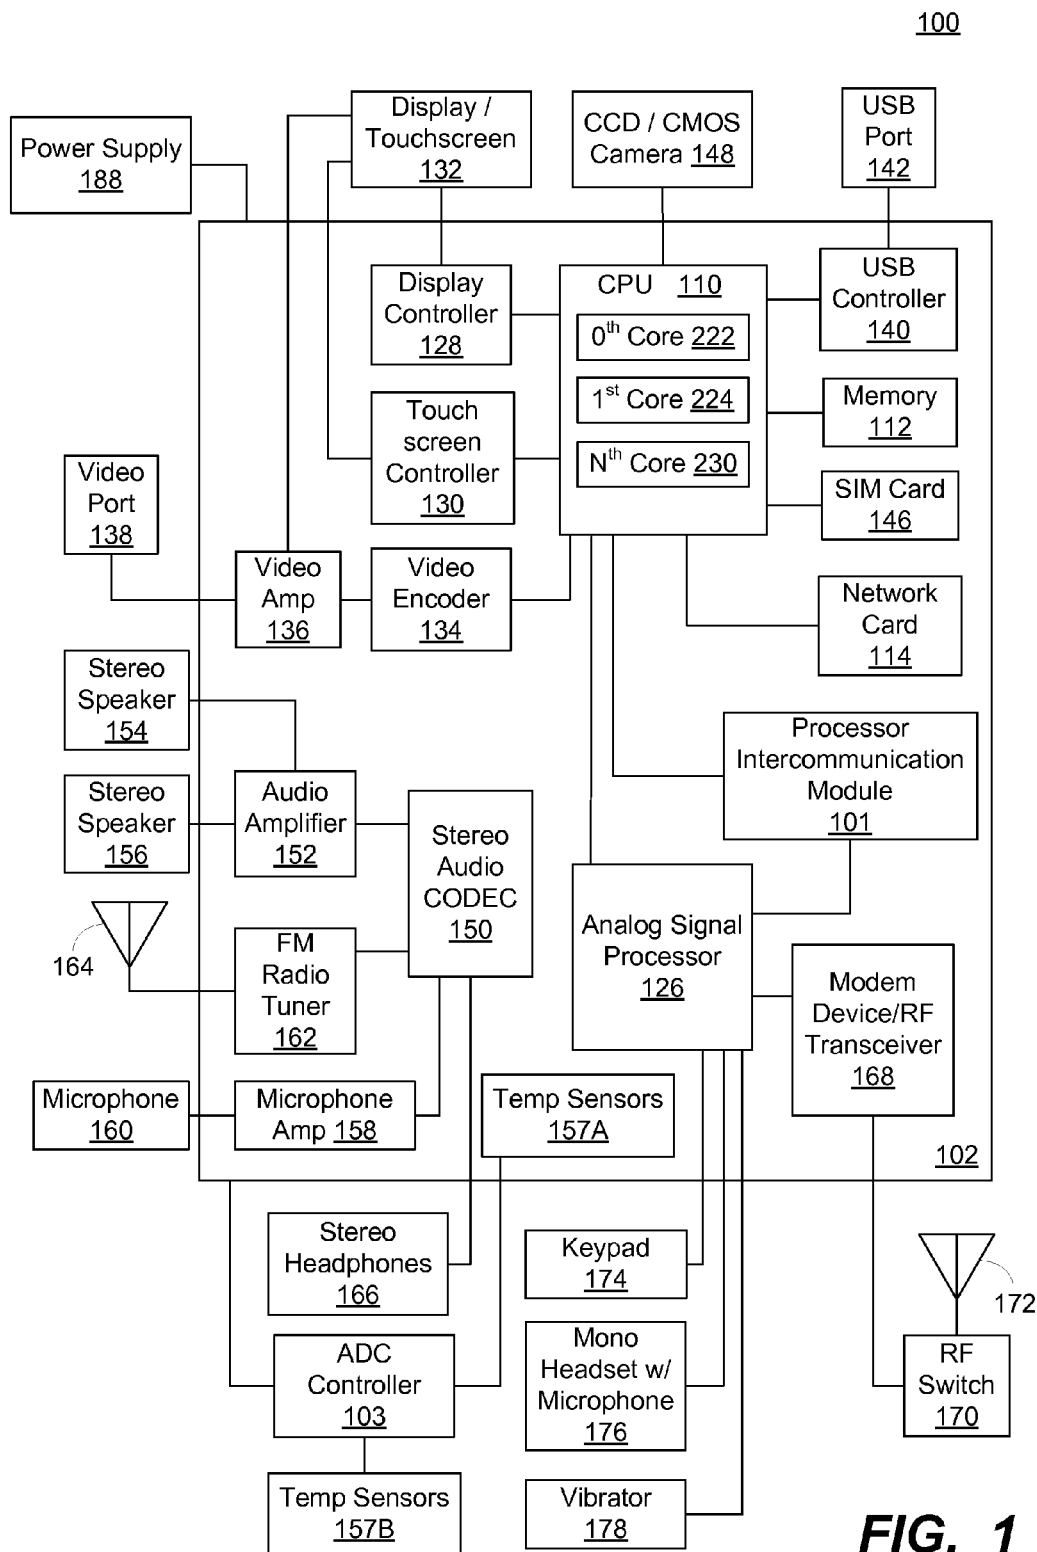 100
Display /
Touchscreen
132
CCD / CMOS
Camera 148
USB
Port
142
Power Supply
188
Display
Controller
128
CPU 110
0th Core 222
1st Core 224
Nth Core 230
USB
Controller
140
Memory
112
Touch
screen
Controller
130
SIM Card
146
Video
Port
138
Video
Amp
136
Video
Encoder
134
Network
Card
114
Stereo
Speaker
154
Processor
Intercommunication
Module
101
Stereo
Speaker
156
Audio
Amplifier
152
Stereo
Audio
CODEC
150
Analog Signal
Processor
126
164
FM
Radio
Tuner
162
Modem
Device/RF
Transceiver
168
Microphone
160
Microphone
Amp 158
Temp Sensors
157A
102
Stereo
Headphones
166
Keypad
174
172
ADC
Controller
103
Mono
Headset w/
Microphone
176
RF
Switch
170
Temp Sensors
157B
Vibrator
178
FIG. 1